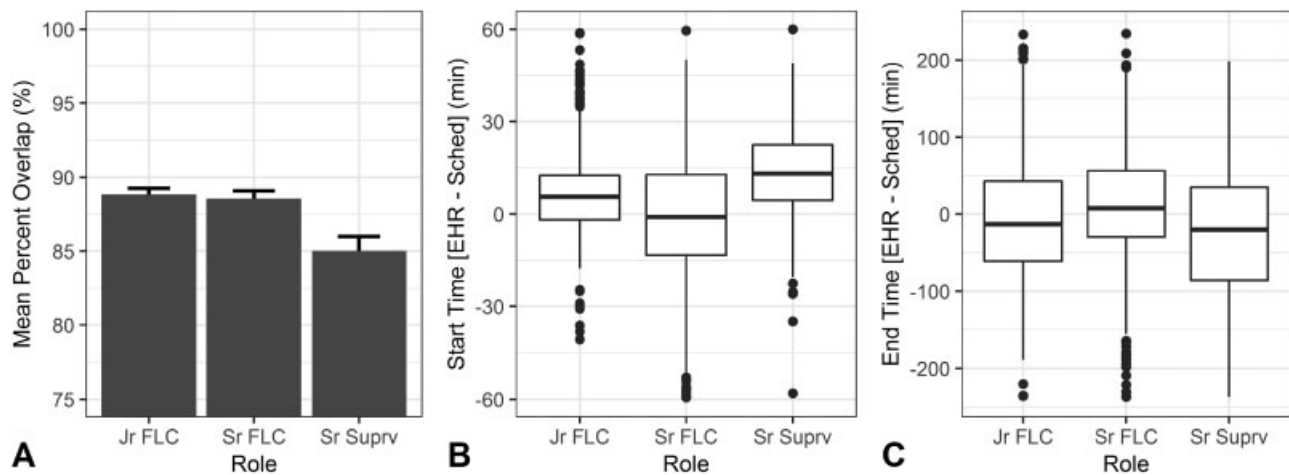 Mean Percent Overlap (%)
100
95
90
85
80
75
Jr FLC Sr FLC Sr Suprv
Role
A
Start Time [EHR - Sched] (min)
60
30
0
-30
-60
Jr FLC Sr FLC Sr Suprv
Role
B
End Time [EHR - Sched] (min)
200
100
0
-100
-200
Jr FLC Sr FLC Sr Suprv
Role
C